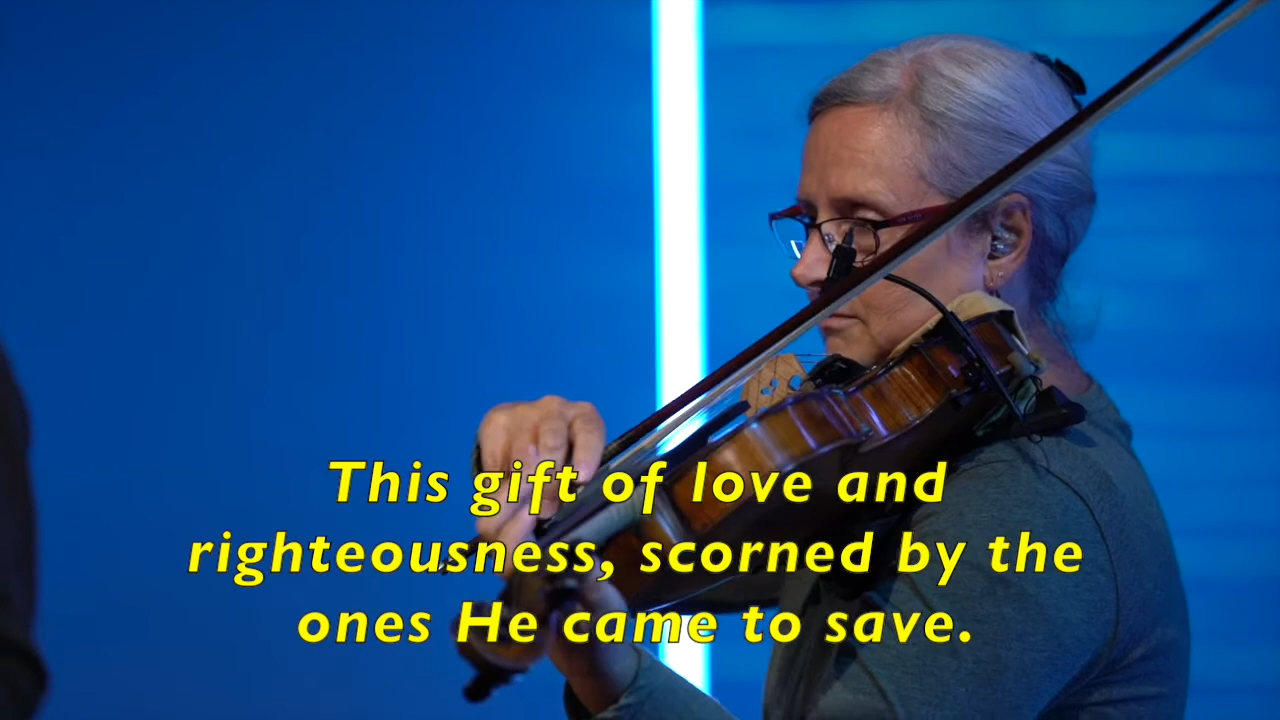 This gift of love and
righteousness, scorned by the
ones He came to save.